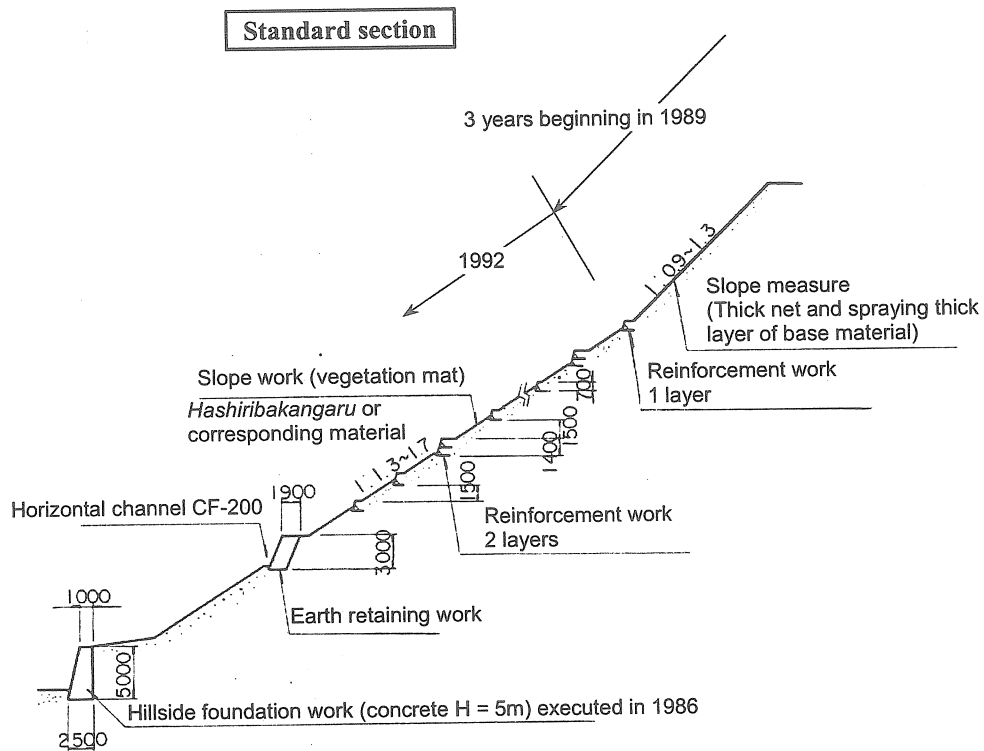 Standard section
3 years beginning in 1989
1992
1:0.9~1.3
Slope measure
(Thick net and spraying thick
layer of base material)
Reinforcement work
1 layer
700
Slope work (vegetation mat)
Hashiribakangaru or
corresponding material
1500
1400
1:1.3~1.7
1500
1900
Horizontal channel CF-200
Reinforcement work
2 layers
3000
Earth retaining work
1000
5000
Hillside foundation work (concrete H = 5m) executed in 1986
2500